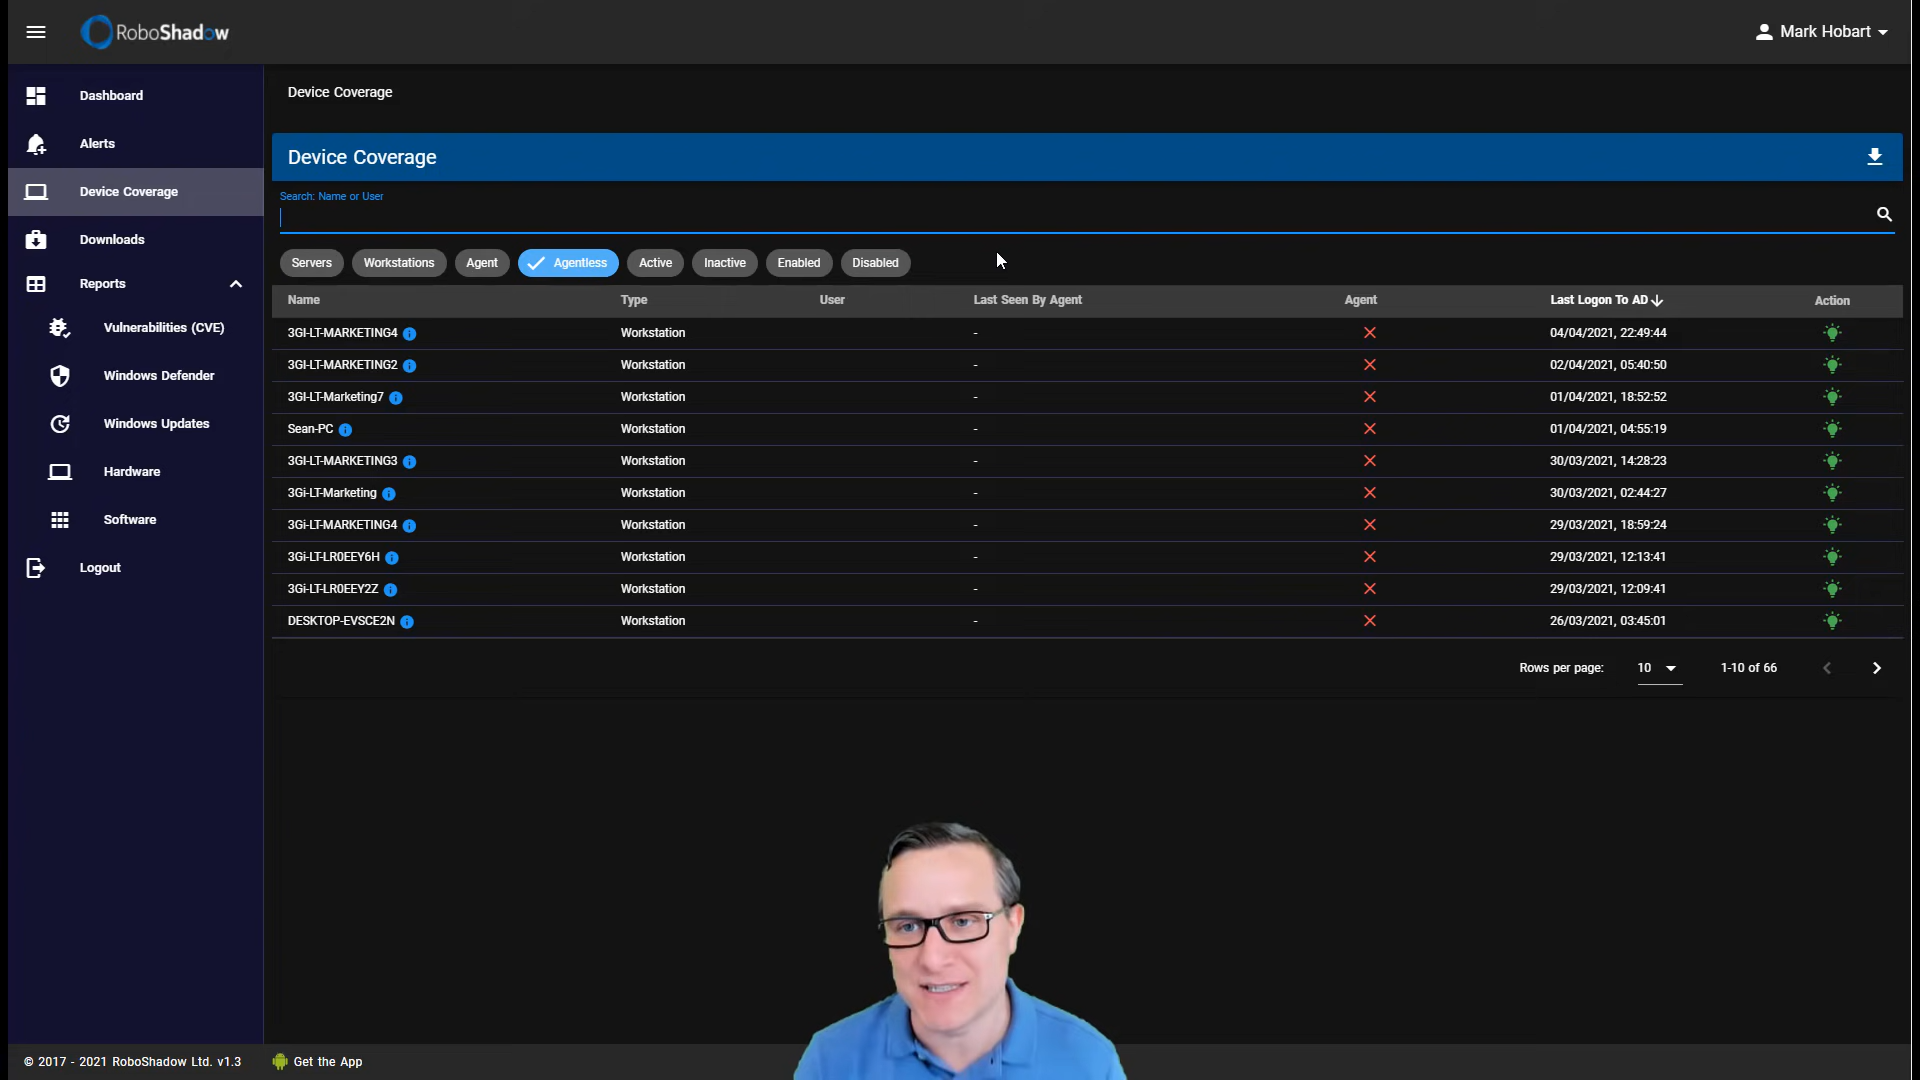 RoboShadow
Mark Hobart
Dashboard
Alerts
Device Coverage
Downloads
Reports
Vulnerabilities (CVE)
Windows Defender
Windows Updates
Hardware
Software
Logout
Device Coverage
Device Coverage
Search: Name or User
Servers Workstations Agent Agentless Active Inactive Enabled Disabled
Name Type User Last Seen By Agent Agent Last Logon To AD Action
3GI-LT-MARKETING4 Workstation - 04/04/2021, 22:49:44
3GI-LT-MARKETING2 Workstation - 02/04/2021, 05:40:50
3GI-LT-Marketing7 Workstation - 01/04/2021, 18:52:52
Sean-PC Workstation - 01/04/2021, 04:55:19
3GI-LT-MARKETING3 Workstation - 30/03/2021, 14:28:23
3Gi-LT-Marketing Workstation - 30/03/2021, 02:44:27
3Gi-LT-MARKETING4 Workstation - 29/03/2021, 18:59:24
3Gi-LT-LR0EEY6H Workstation - 29/03/2021, 12:13:41
3Gi-LT-LR0EEY2Z Workstation - 29/03/2021, 12:09:41
DESKTOP-EVSCE2N Workstation - 26/03/2021, 03:45:01
Rows per page: 10 1-10 of 66
© 2017 - 2021 RoboShadow Ltd. v1.3
Get the App